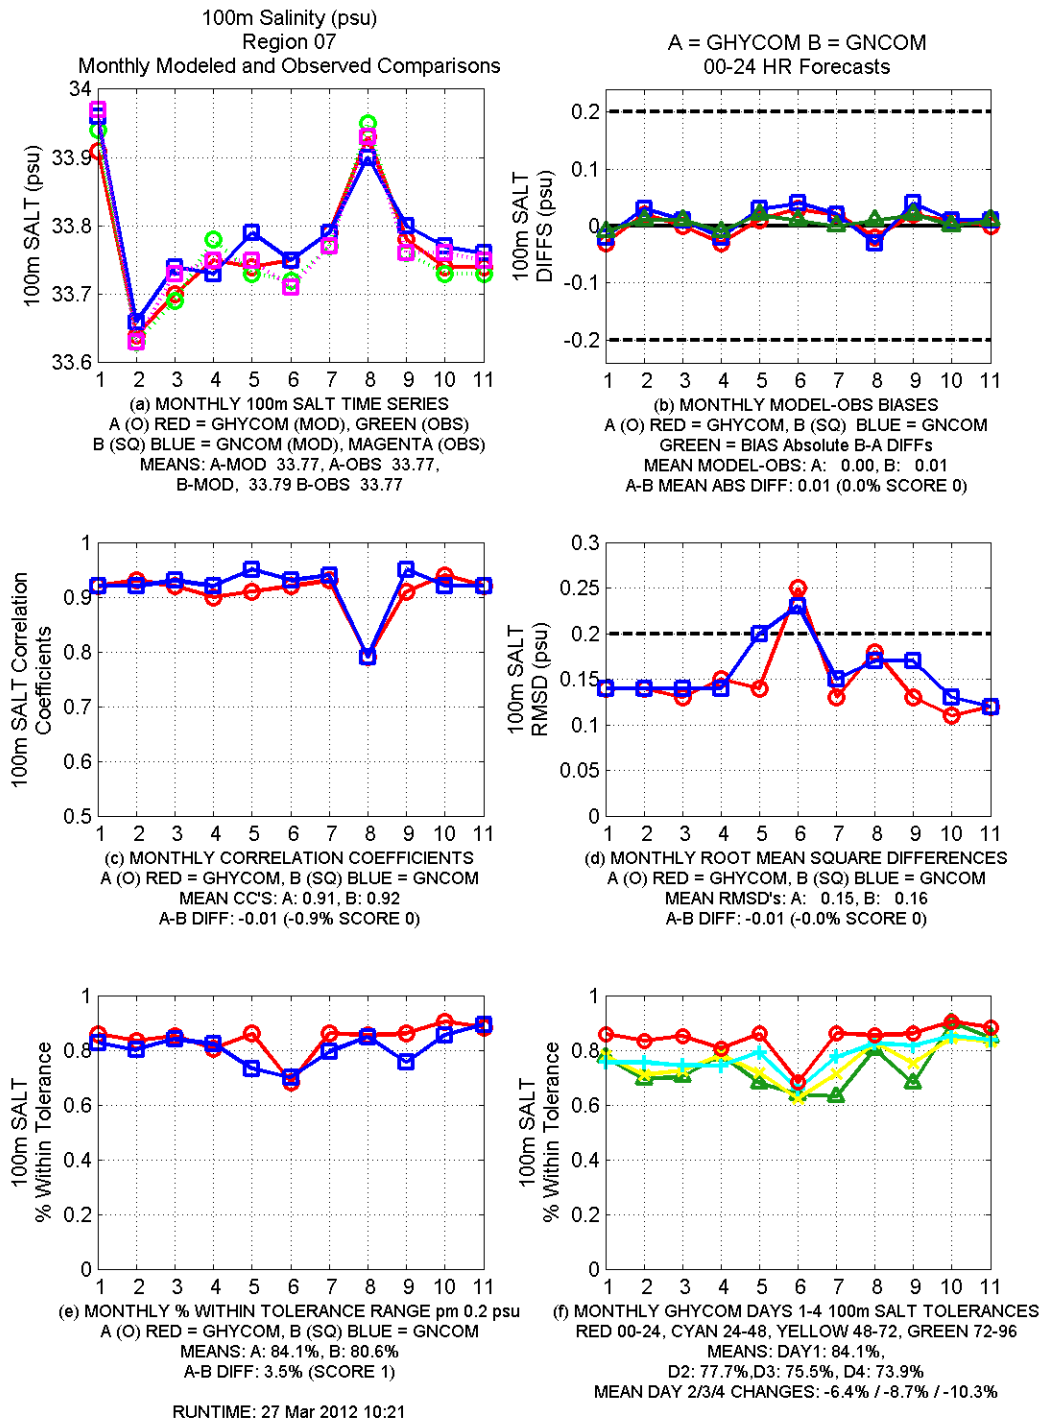 100m Salinity (psu)
Region 07
Monthly Modeled and Observed Comparisons
A = GHYCOM B = GNCOM
00-24 HR Forecasts
34
33.9
33.8
33.7
33.6
100m SALT (psu)
1 2 3 4 5 6 7 8 9 10 11
(a) MONTHLY 100m SALT TIME SERIES
A (O) RED = GHYCOM (MOD), GREEN (OBS)
B (SQ) BLUE = GNCOM (MOD), MAGENTA (OBS)
MEANS: A-MOD 33.77, A-OBS 33.77,
B-MOD, 33.79 B-OBS 33.77
0.2
0.1
0
-0.1
-0.2
100m SALT
DIFFS (psu)
1 2 3 4 5 6 7 8 9 10 11
(b) MONTHLY MODEL-OBS BIASES
A (O) RED = GHYCOM, B (SQ) BLUE = GNCOM
GREEN = BIAS Absolute B-A DIFFs
MEAN MODEL-OBS: A: 0.00, B: 0.01
A-B MEAN ABS DIFF: 0.01 (0.0% SCORE 0)
1
0.9
0.8
0.7
0.6
0.5
100m SALT Correlation
Coefficients
1 2 3 4 5 6 7 8 9 10 11
(c) MONTHLY CORRELATION COEFFICIENTS
A (O) RED = GHYCOM, B (SQ) BLUE = GNCOM
MEAN CC'S: A: 0.91, B: 0.92
A-B DIFF: -0.01 (-0.9% SCORE 0)
0.3
0.25
0.2
0.15
0.1
0.05
0
100m SALT
RMSD (psu)
1 2 3 4 5 6 7 8 9 10 11
(d) MONTHLY ROOT MEAN SQUARE DIFFERENCES
A (O) RED = GHYCOM, B (SQ) BLUE = GNCOM
MEAN RMSD's: A: 0.15, B: 0.16
A-B DIFF: -0.01 (-0.0% SCORE 0)
1
0.8
0.6
0.4
0.2
0
100m SALT
% Within Tolerance
1 2 3 4 5 6 7 8 9 10 11
(e) MONTHLY % WITHIN TOLERANCE RANGE pm 0.2 psu
A (O) RED = GHYCOM, B (SQ) BLUE = GNCOM
MEANS: A: 84.1%, B: 80.6%
A-B DIFF: 3.5% (SCORE 1)
1
0.8
0.6
0.4
0.2
0
100m SALT
% Within Tolerance
1 2 3 4 5 6 7 8 9 10 11
(f) MONTHLY GHYCOM DAYS 1-4 100m SALT TOLERANCES
RED 00-24, CYAN 24-48, YELLOW 48-72, GREEN 72-96
MEANS: DAY1: 84.1%,
D2: 77.7%,D3: 75.5%, D4: 73.9%
MEAN DAY 2/3/4 CHANGES: -6.4% / -8.7% / -10.3%
RUNTIME: 27 Mar 2012 10:21